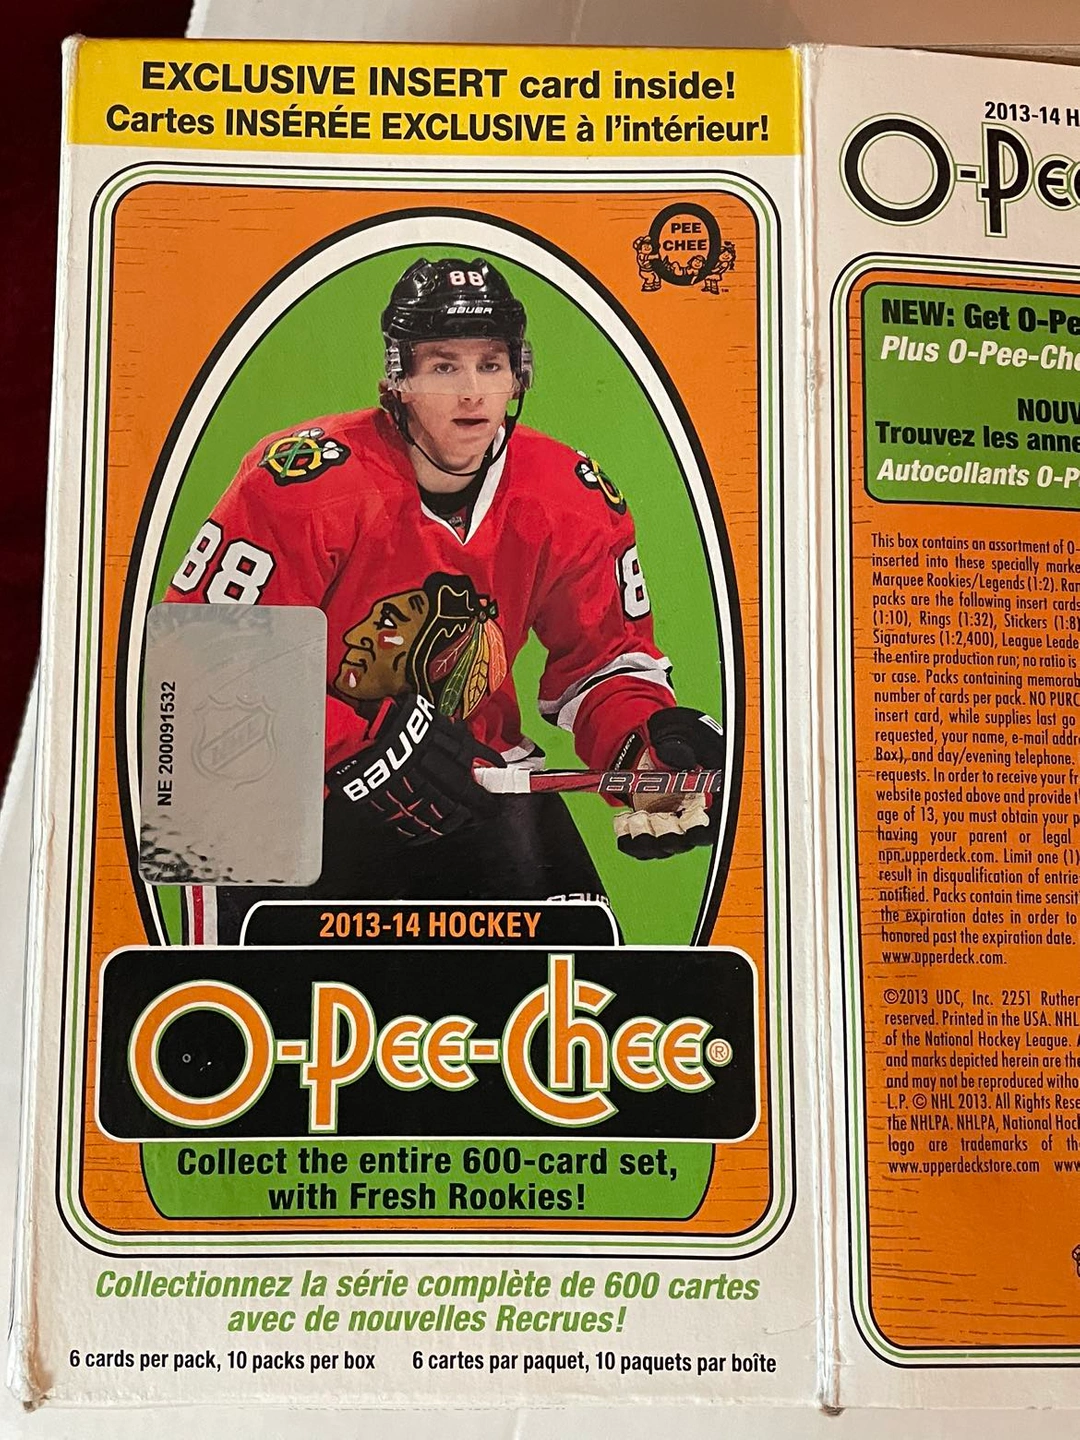 EXCLUSIVE INSERT card inside!
Cartes INSÉRÉE EXCLUSIVE à l'intérieur!
PEE
CHEE
88
BAUER
88
8
BAUER
BAUER
NE 200091532
2013-14 HOCKEY
O-PEE-CHEE®
Collect the entire 600-card set,
with Fresh Rookies!
Collectionnez la série complète de 600 cartes
avec de nouvelles Recrues!
6 cards per pack, 10 packs per box
6 cartes par paquet, 10 paquets par boîte
2013-14 H
O-PEE
NEW: Get O-Pe
Plus O-Pee-Che
NOUV
Trouvez les anne
Autocollants O-P
This box contains an assortment of O-
inserted into these specially marke
Marquee Rookies/Legends (1:2). Ran
packs are the following insert cards
(1:10), Rings (1:32), Stickers (1:8)
Signatures (1:2,400), League Leade
the entire production run; no ratio is
or case. Packs containing memorab
number of cards per pack. NO PURC
insert card, while supplies last go
requested, your name, e-mail addre
Box), and day/evening telephone.
requests. In order to receive your fr
website posted above and provide t
age of 13, you must obtain your p
having your parent or legal
npn.upperdeck.com. Limit one (1)
result in disqualification of entrie
notified. Packs contain time sensit
the expiration dates in order to
honored past the expiration date.
www.upperdeck.com.
©2013 UDC, Inc. 2251 Ruther
reserved. Printed in the USA. NHL
of the National Hockey League. A
and marks depicted herein are the
and may not be reproduced witho
L.P. © NHL 2013. All Rights Rese
the NHLPA. NHLPA, National Hock
logo are trademarks of th
www.upperdeckstore.com www